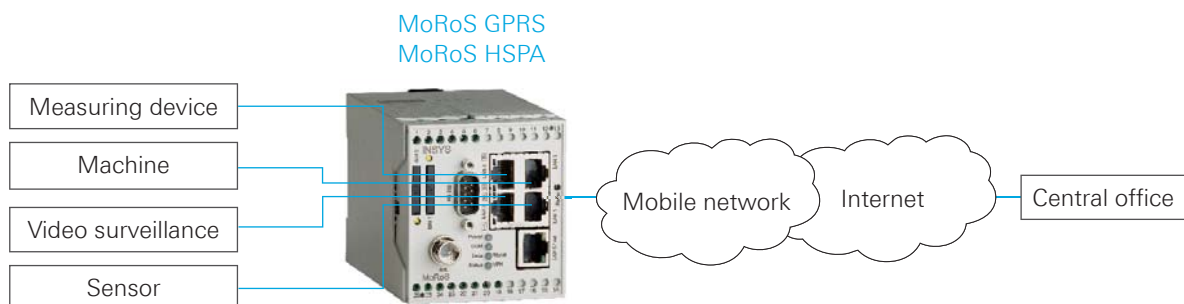 MoRoS GPRS
MoRoS HSPA
Measuring device
Machine
Video surveillance
Sensor
INSYS
MoRoS
Mobile network
Internet
Central office